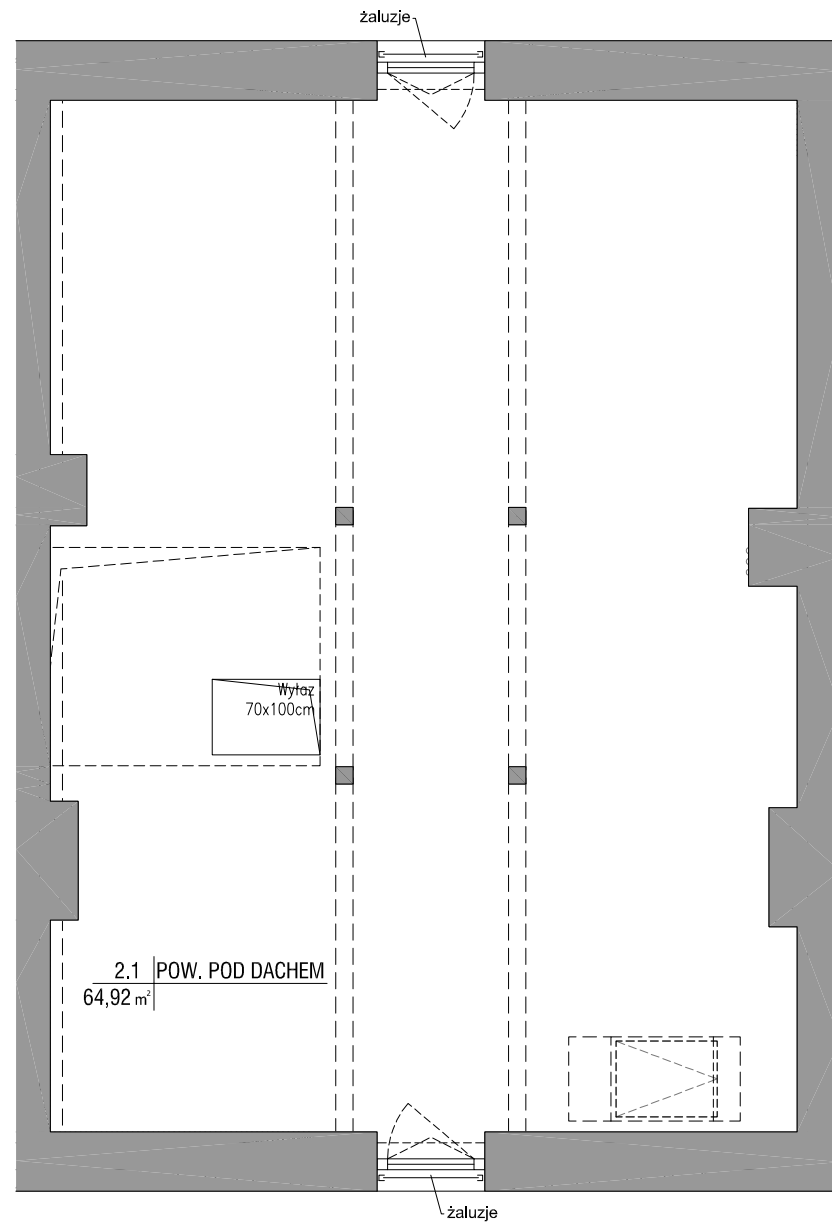 żaluzje
Wyłaz
70x100cm
2.1 POW. POD DACHEM
64,92 m²
żaluzje